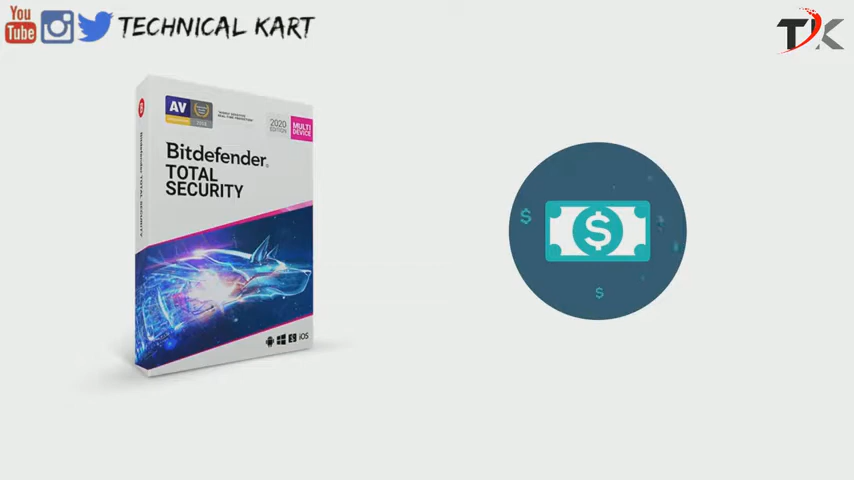 You
Tube
TECHNICAL KART
TK
AV
2020
EDITION
MULTI
DEVICE
Bitdefender
TOTAL
SECURITY
BITDEFENDER TOTAL SECURITY
iOS
$
$
$